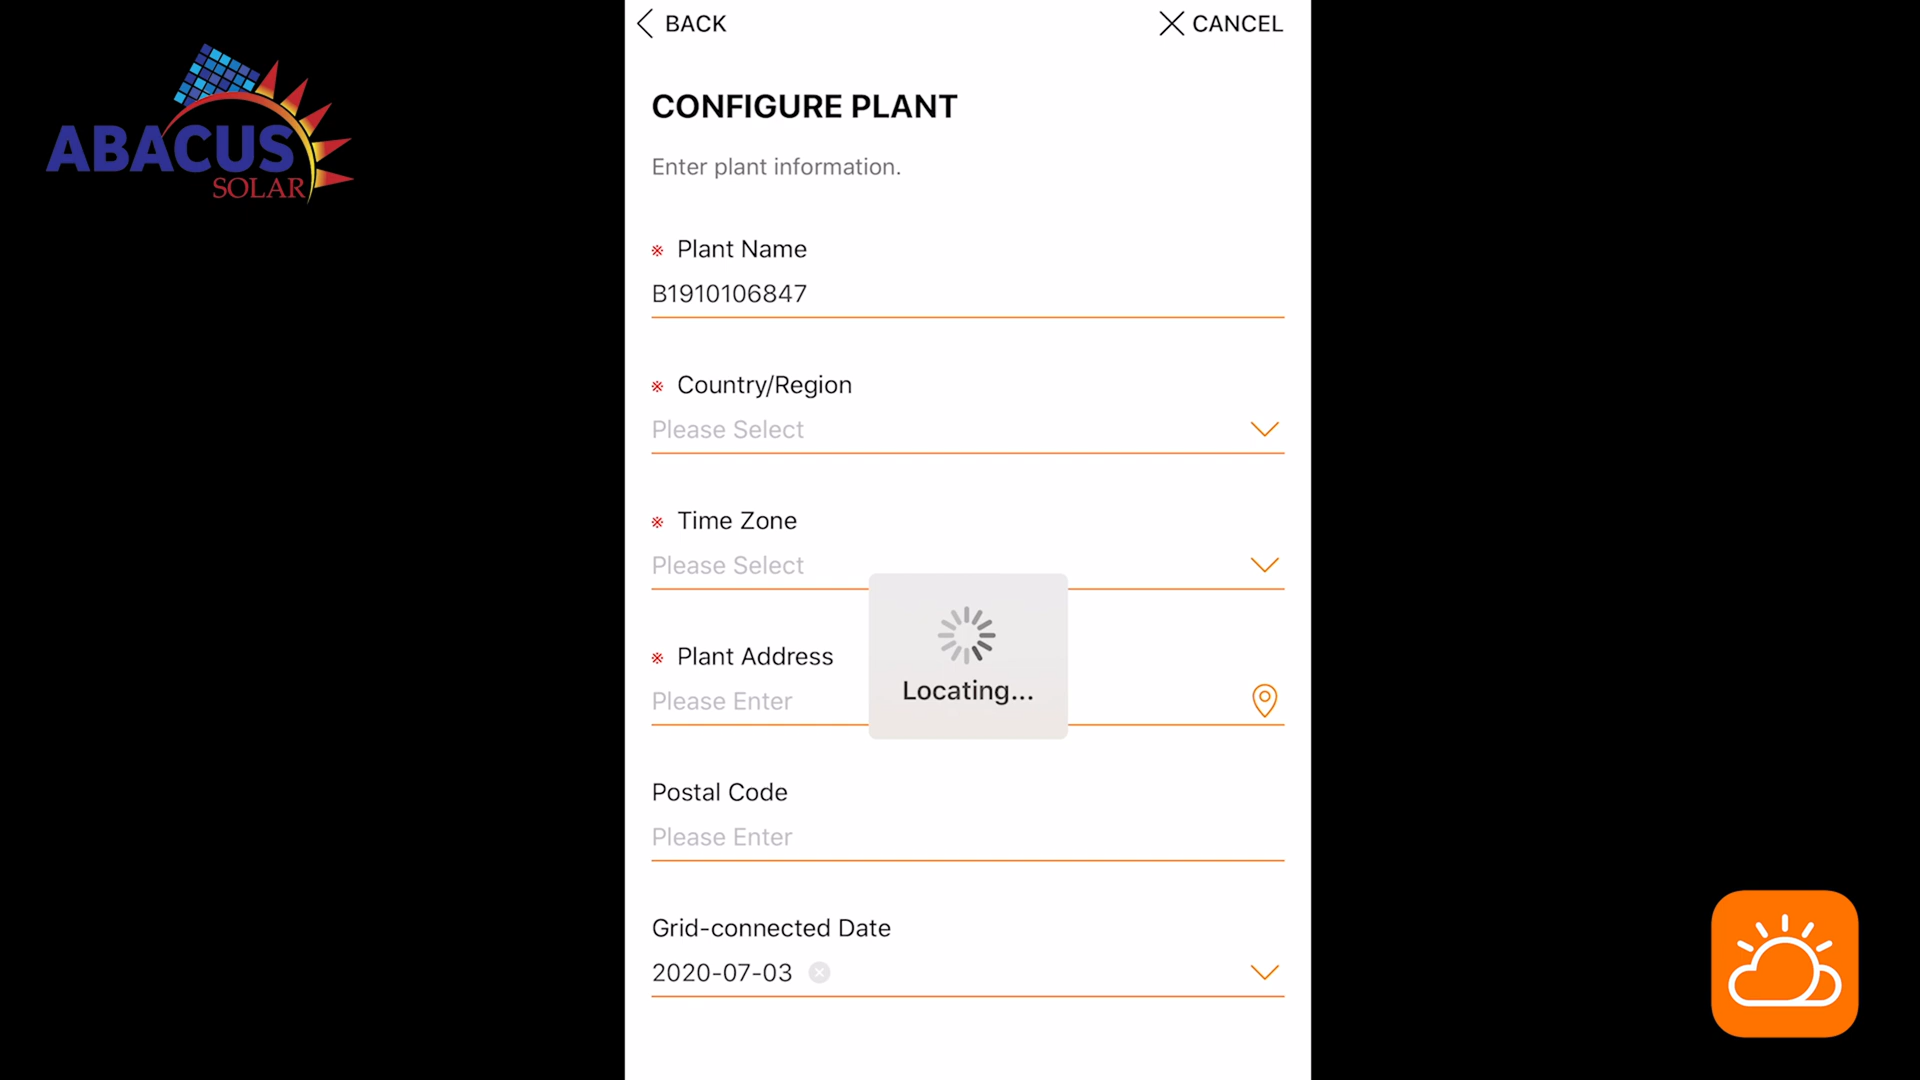 ABACUS
SOLAR
BACK
CANCEL
CONFIGURE PLANT
Enter plant information.
※ Plant Name
B1910106847
※ Country/Region
Please Select
※ Time Zone
Please Select
※ Plant Address
Please Enter
Locating...
Postal Code
Please Enter
Grid-connected Date
2020-07-03